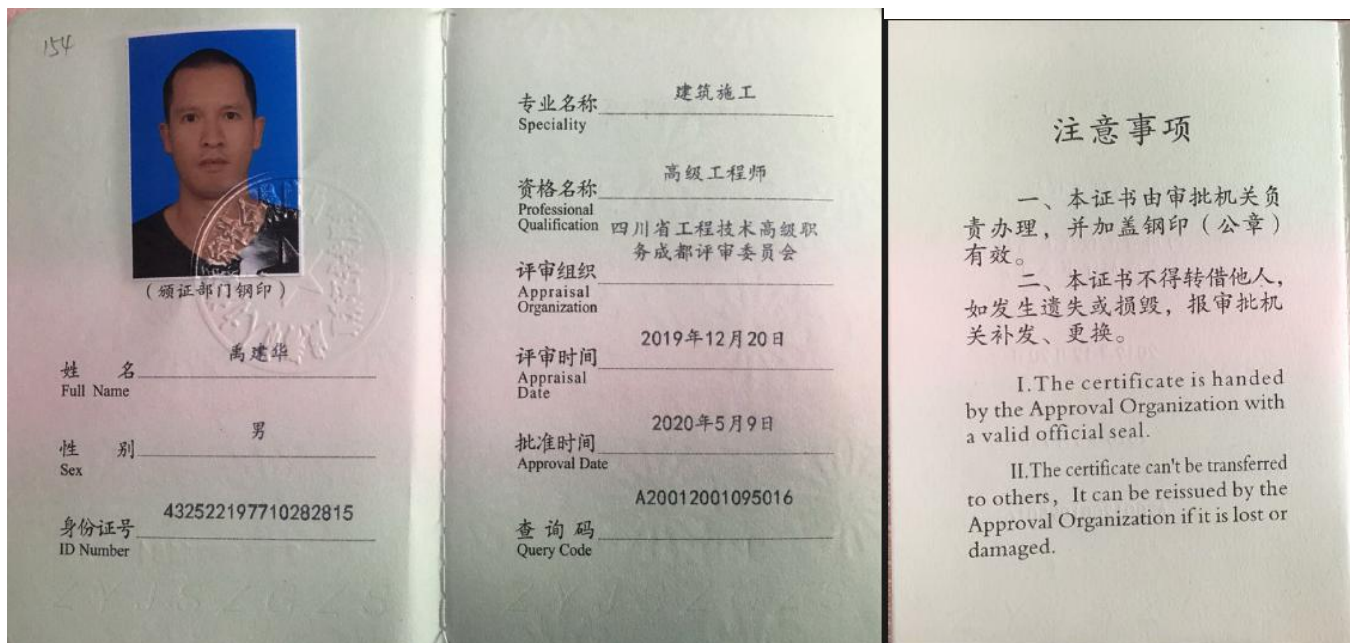 154
(颁证部门钢印)
禹建华
姓 名
Full Name
男
性 别
Sex
432522197710282815
身份证号
ID Number
ZYJSZGZS
建筑施工
专业名称
Speciality
高级工程师
资格名称
Professional
Qualification
四川省工程技术高级职
务成都评审委员会
评审组织
Appraisal
Organization
2019年12月20日
评审时间
Appraisal
Date
2020年5月9日
批准时间
Approval Date
A20012001095016
查 询 码
Query Code
ZYJSZGZS
注意事项
一、本证书由审批机关负
责办理，并加盖钢印（公章）
有效。
二、本证书不得转借他人，
如发生遗失或损毁，报审批机
关补发、更换。
I.The certificate is handed
by the Approval Organization with
a valid official seal.
II.The certificate can't be transferred
to others, It can be reissued by the
Approval Organization if it is lost or
damaged.